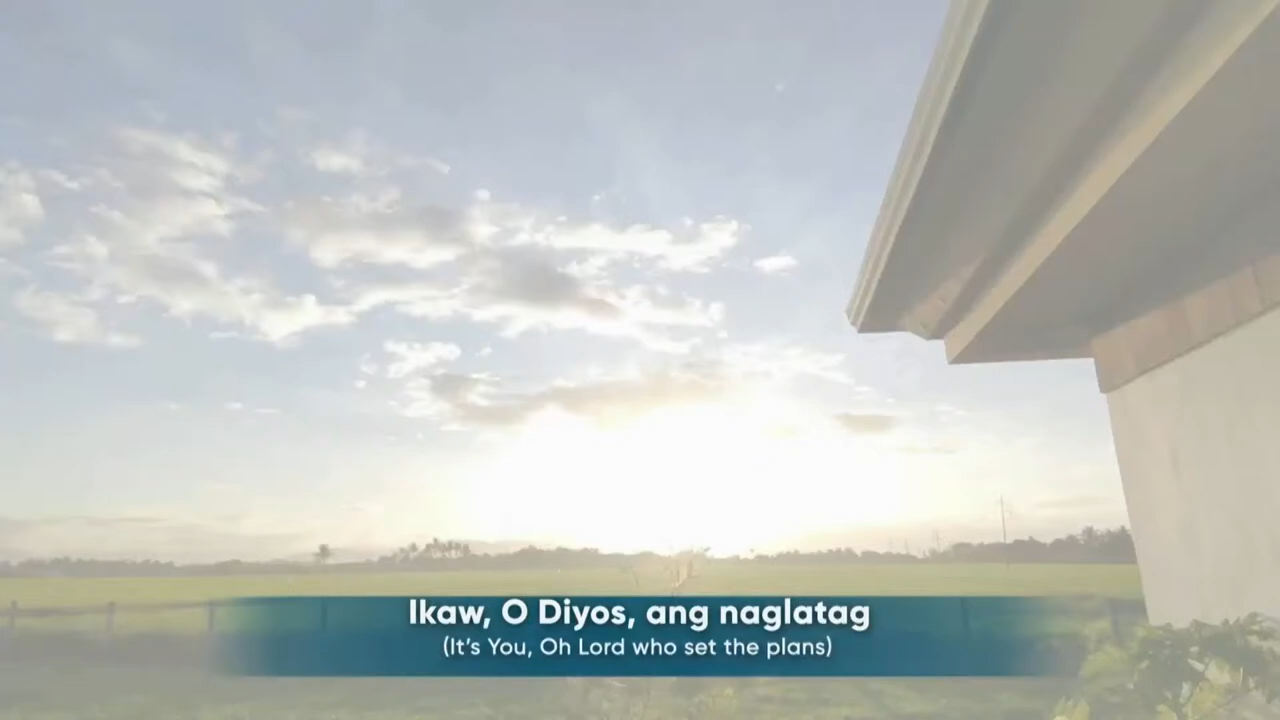 Ikaw, O Diyos, ang naglatag
(It's You, Oh Lord who set the plans)